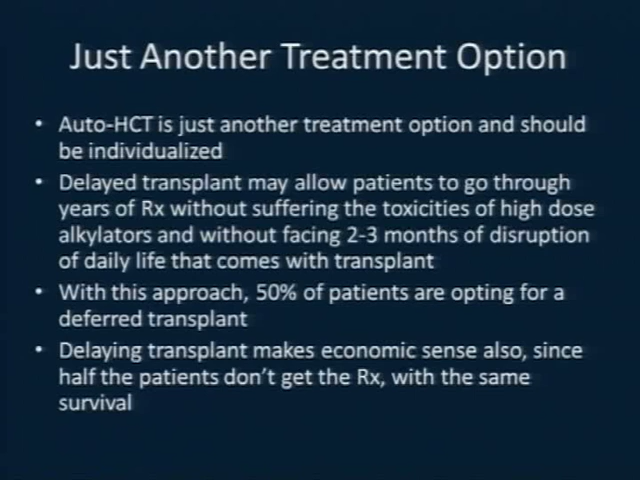 Just Another Treatment Option
• Auto-HCT is just another treatment option and should
be individualized
• Delayed transplant may allow patients to go through
years of Rx without suffering the toxicities of high dose
alkylators and without facing 2-3 months of disruption
of daily life that comes with transplant
• With this approach, 50% of patients are opting for a
deferred transplant
• Delaying transplant makes economic sense also, since
half the patients don't get the Rx, with the same
survival